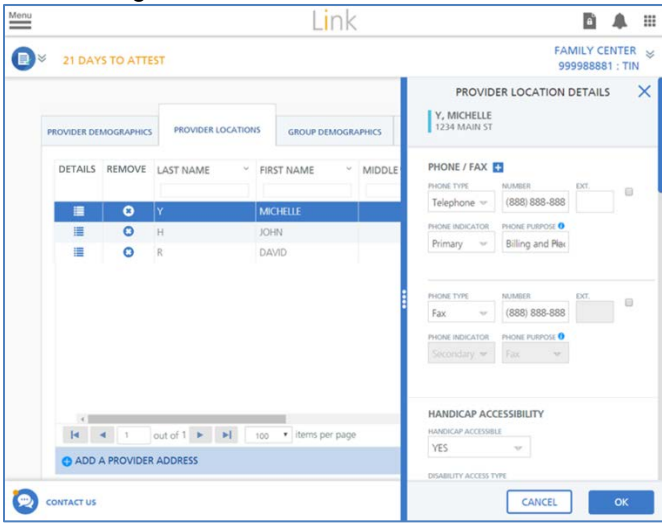 Menu
Link
21 DAYS TO ATTEST
FAMILY CENTER
999988881 : TIN
PROVIDER DEMOGRAPHICS
PROVIDER LOCATIONS
GROUP DEMOGRAPHICS
DETAILS REMOVE LAST NAME FIRST NAME MIDDLE
Y MICHELLE
H JOHN
R DAVID
1 out of 1 100 items per page
ADD A PROVIDER ADDRESS
CONTACT US
PROVIDER LOCATION DETAILS
Y, MICHELLE
1234 MAIN ST
PHONE / FAX
PHONE TYPE NUMBER EXT.
Telephone (888) 888-888
PHONE INDICATOR PHONE PURPOSE
Primary Billing and
PHONE TYPE NUMBER EXT.
Fax (888) 888-888
PHONE INDICATOR PHONE PURPOSE
Secondary Fax
HANDICAP ACCESSIBILITY
HANDICAP ACCESSIBLE
YES
DISABILITY ACCESS TYPE
CANCEL OK